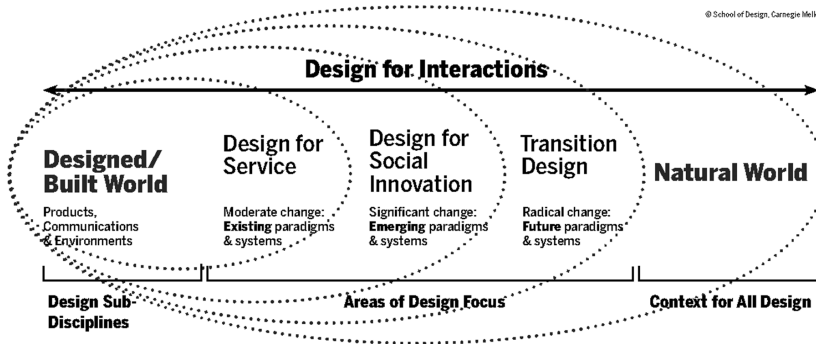 © School of Design, Carnegie
Design for Interactions
Designed/
Built World
Products,
Communications
& Environments
Design for
Service
Moderate change:
Existing paradigms
& systems
Design for
Social
Innovation
Significant change:
Emerging paradigms
& systems
Transition
Design
Radical change:
Future paradigms
& systems
Natural World
Design Sub-
Disciplines
Areas of Design Focus
Context for All Design